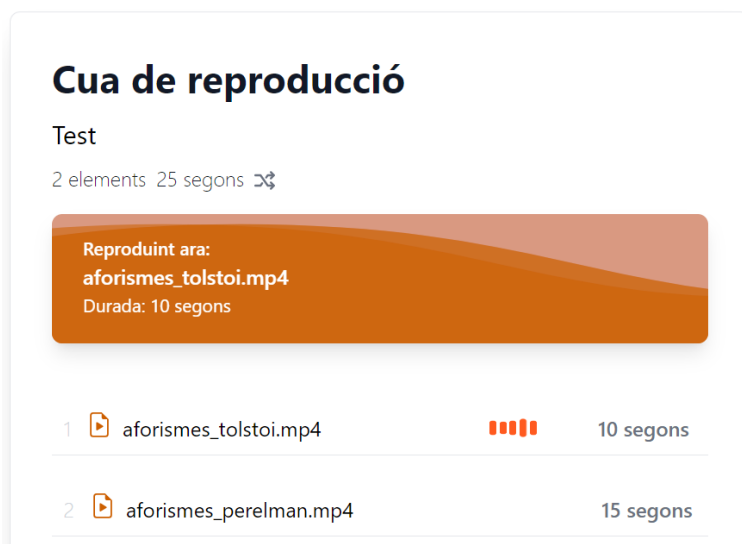 Cua de reproducció
Test
2 elements 25 segons
Reproduint ara:
aforismes_tolstoi.mp4
Durada: 10 segons
1 aforismes_tolstoi.mp4 10 segons
2 aforismes_perelman.mp4 15 segons